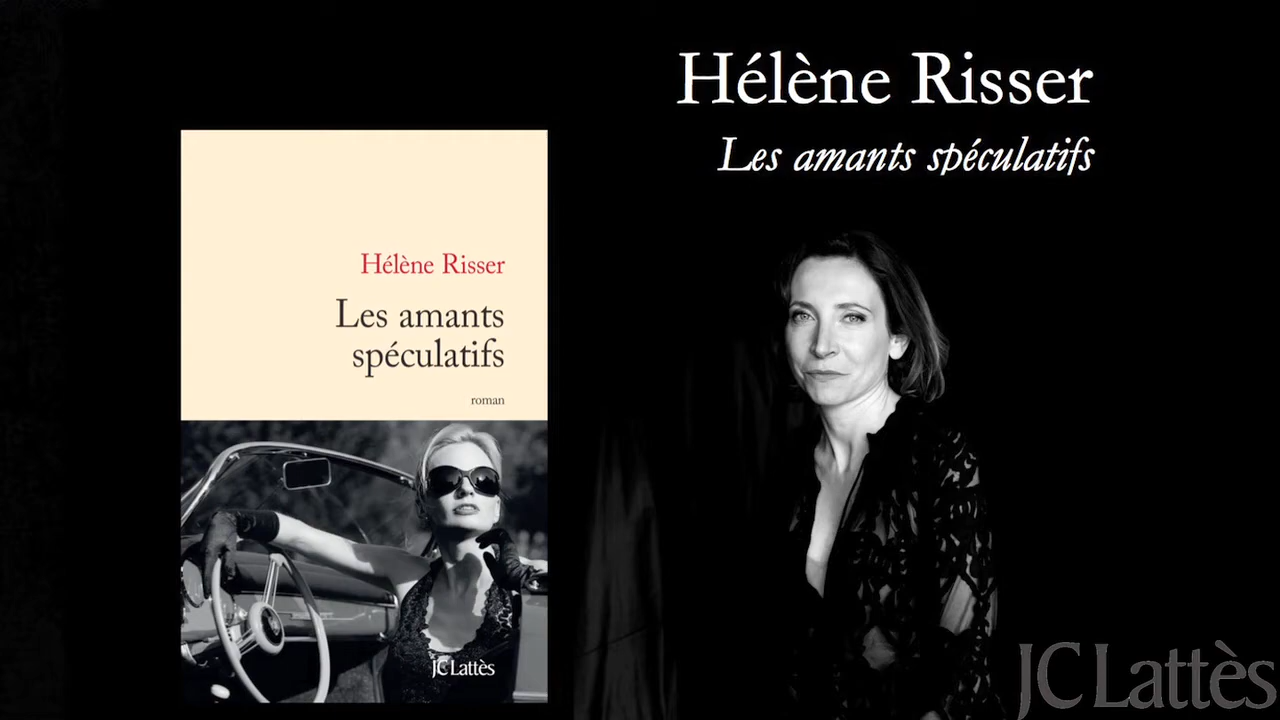 Hélène Risser
Les amants spéculatifs
Hélène Risser
Les amants
spéculatifs
roman
JC Lattès
JC Lattès